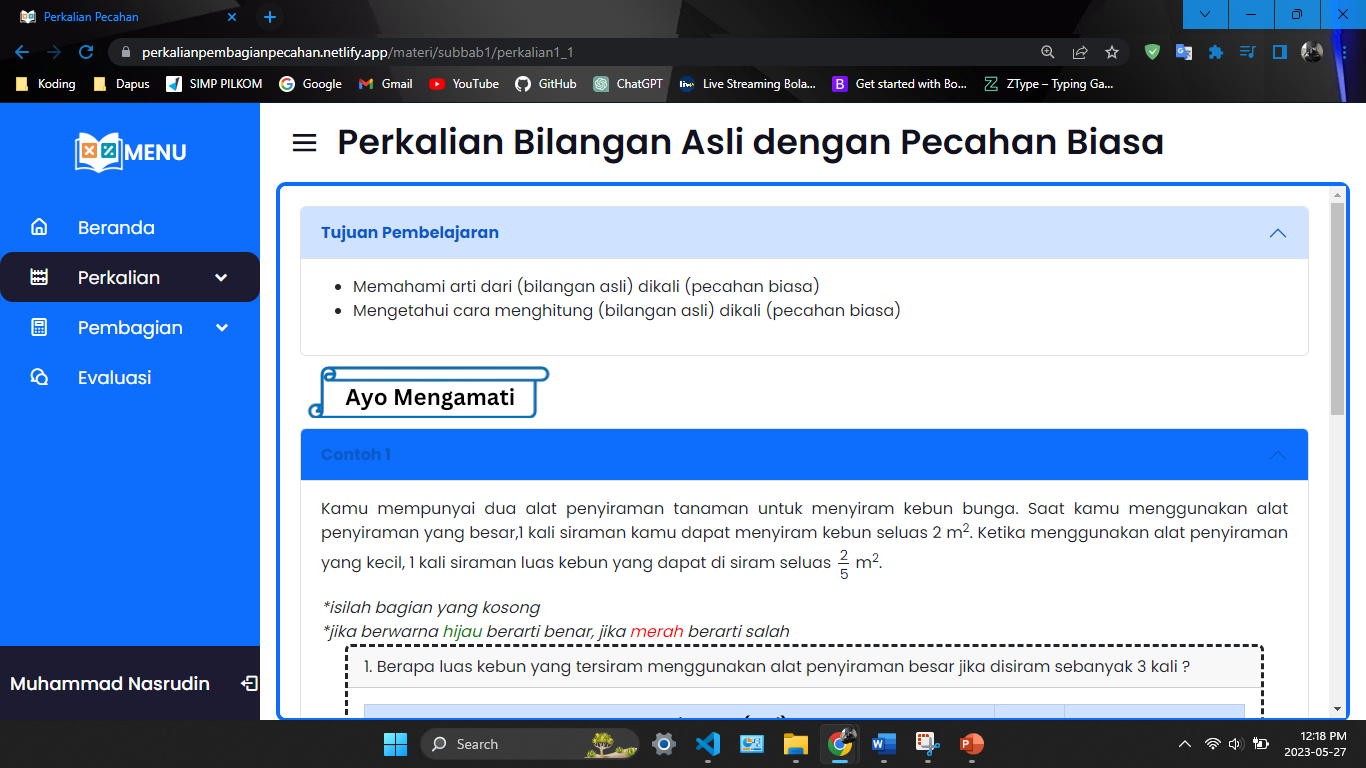 Perkalian Pecahan
perkalianpembagianpecahan.netlify.app/materi/subbab1/perkalian1_1
Koding Dapus SIMP PILKOM Google Gmail YouTube GitHub ChatGPT Live Streaming Bola... Get started with Bo... ZType – Typing Ga...
MENU
Perkalian Bilangan Asli dengan Pecahan Biasa
Beranda
Perkalian
Pembagian
Evaluasi
Muhammad Nasrudin
Tujuan Pembelajaran
• Memahami arti dari (bilangan asli) dikali (pecahan biasa)
• Mengetahui cara menghitung (bilangan asli) dikali (pecahan biasa)
Ayo Mengamati
Contoh 1
Kamu mempunyai dua alat penyiraman tanaman untuk menyiram kebun bunga. Saat kamu menggunakan alat
penyiraman yang besar,1 kali siraman kamu dapat menyiram kebun seluas 2 m². Ketika menggunakan alat penyiraman
yang kecil, 1 kali siraman luas kebun yang dapat di siram seluas 2/5 m².
*isilah bagian yang kosong
*jika berwarna hijau berarti benar, jika merah berarti salah
1. Berapa luas kebun yang tersiram menggunakan alat penyiraman besar jika disiram sebanyak 3 kali ?
Search
12:18 PM
2023-05-27